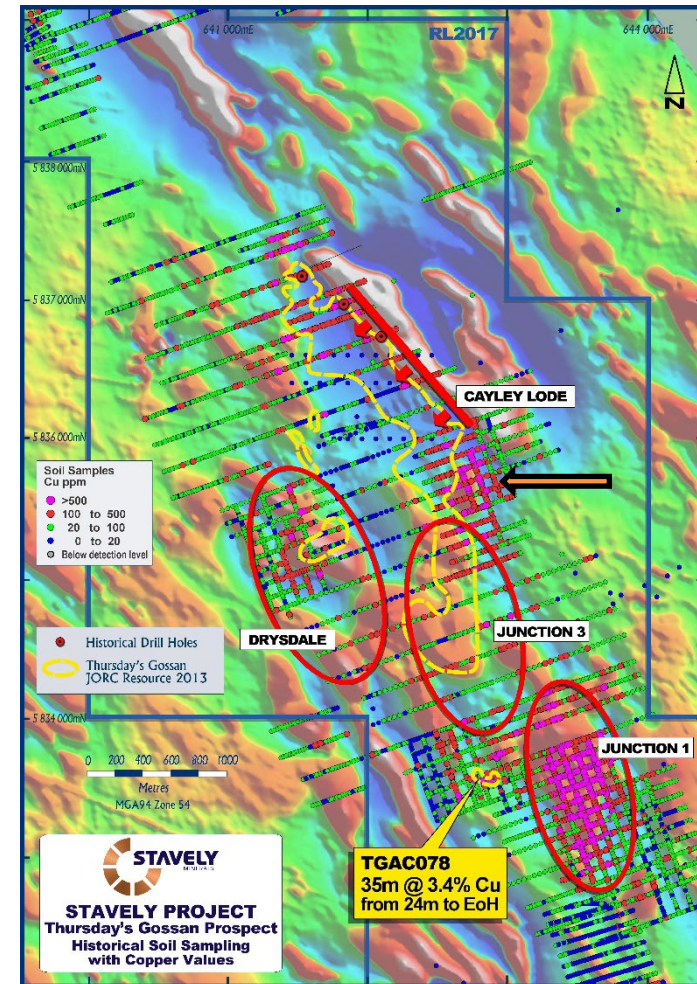 641 000mE
RL2017
644 000mE
N
5 838 000mN
5 837 000mN
CAYLEY LODE
5 836 000mN
Soil Samples
Cu ppm
>500
100 to 500
20 to 100
0 to 20
Below detection level
Historical Drill Holes
Thursday's Gossan
JORC Resource 2013
DRYSDALE
JUNCTION 3
5 834 000mN
JUNCTION 1
0 200 400 600 800 1000
Metres
MGA94 Zone 54
TGAC078
35m @ 3.4% Cu
from 24m to EoH
STAVELY
MINERALS
STAVELY PROJECT
Thursday's Gossan Prospect
Historical Soil Sampling
with Copper Values